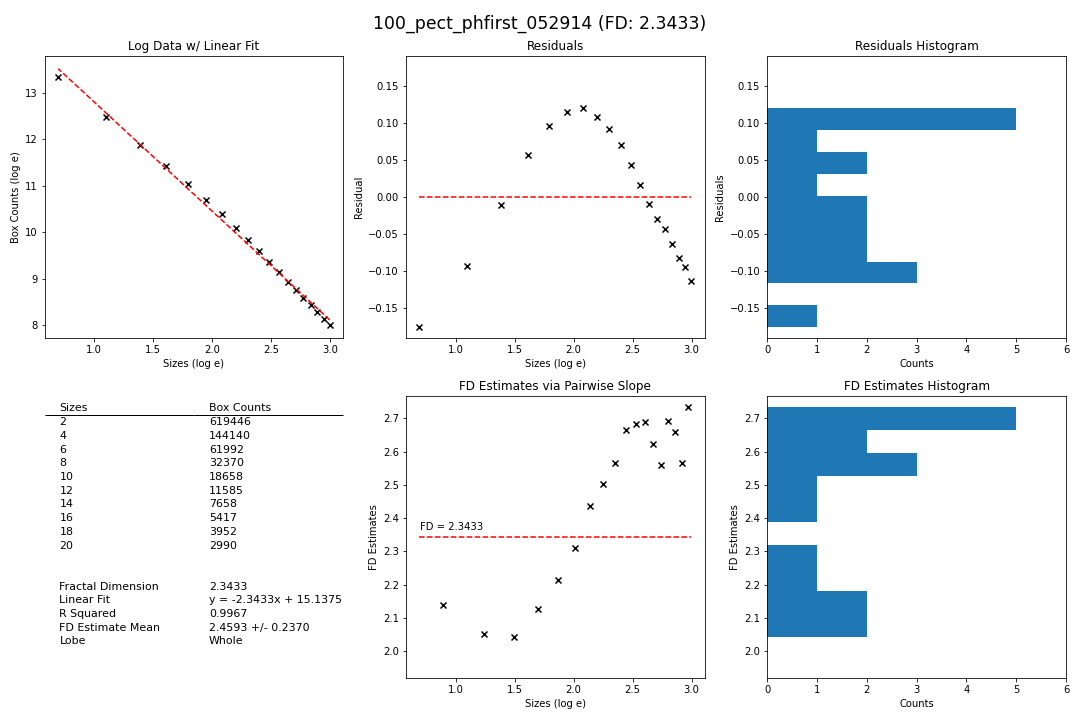 100_pect_phfirst_052914 (FD: 2.3433)
Log Data w/ Linear Fit
Box Counts (log e)
13
12
11
10
9
8
1.0 1.5 2.0 2.5 3.0
Sizes (log e)
Residuals
Residual
0.15
0.10
0.05
0.00
−0.05
−0.10
−0.15
1.0 1.5 2.0 2.5 3.0
Sizes (log e)
Residuals Histogram
Residuals
0.15
0.10
0.05
0.00
−0.05
−0.10
−0.15
0 1 2 3 4 5 6
Counts
Sizes Box Counts
2 619446
4 144140
6 61992
8 32370
10 18658
12 11585
14 7658
16 5417
18 3952
20 2990
Fractal Dimension 2.3433
Linear Fit y = -2.3433x + 15.1375
R Squared 0.9967
FD Estimate Mean 2.4593 +/- 0.2370
Lobe Whole
FD Estimates via Pairwise Slope
FD Estimates
2.7
2.6
2.5
2.4
2.3
2.2
2.1
2.0
FD = 2.3433
1.0 1.5 2.0 2.5 3.0
Sizes (log e)
FD Estimates Histogram
FD Estimates
2.7
2.6
2.5
2.4
2.3
2.2
2.1
2.0
0 1 2 3 4 5 6
Counts